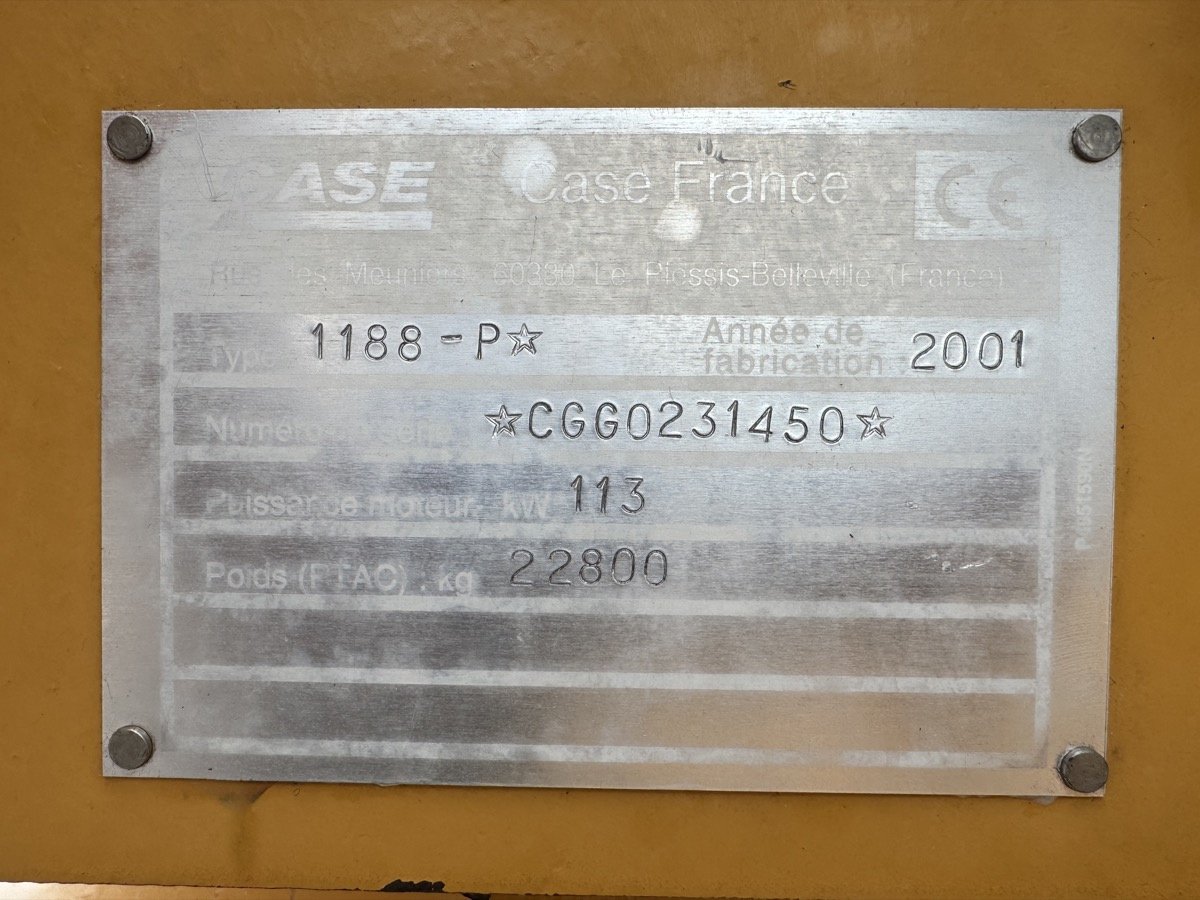 CASE Case France CE
Rue des Meuniers, 60330 Le Plessis-Belleville (France)
Type 1188-P☆ Année de fabrication : 2001
Numéro de série : ☆CGG0231450☆
Puissance moteur : kW 113
Poids (PTAC) : kg 22800